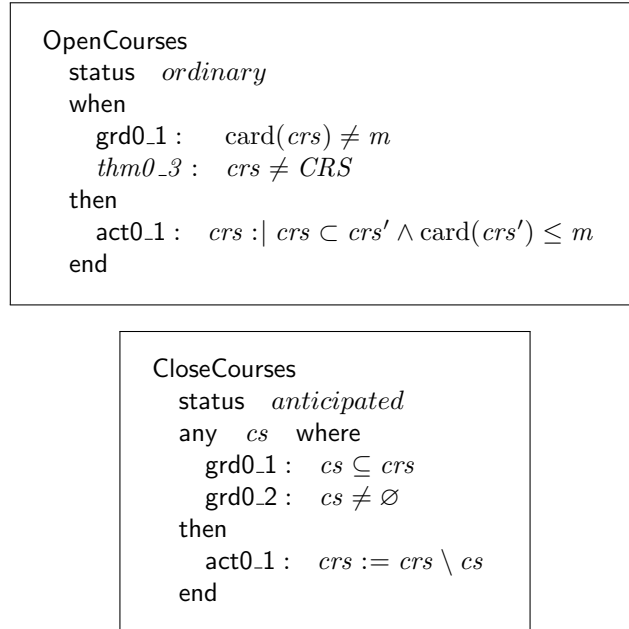 OpenCourses
status ordinary
when
grd0_1 : card(crs) ≠ m
thm0_3 : crs ≠ CRS
then
act0_1 : crs :| crs ⊂ crs′ ∧ card(crs′) ≤ m
end
CloseCourses
status anticipated
any cs where
grd0_1 : cs ⊆ crs
grd0_2 : cs ≠ ∅
then
act0_1 : crs := crs \ cs
end